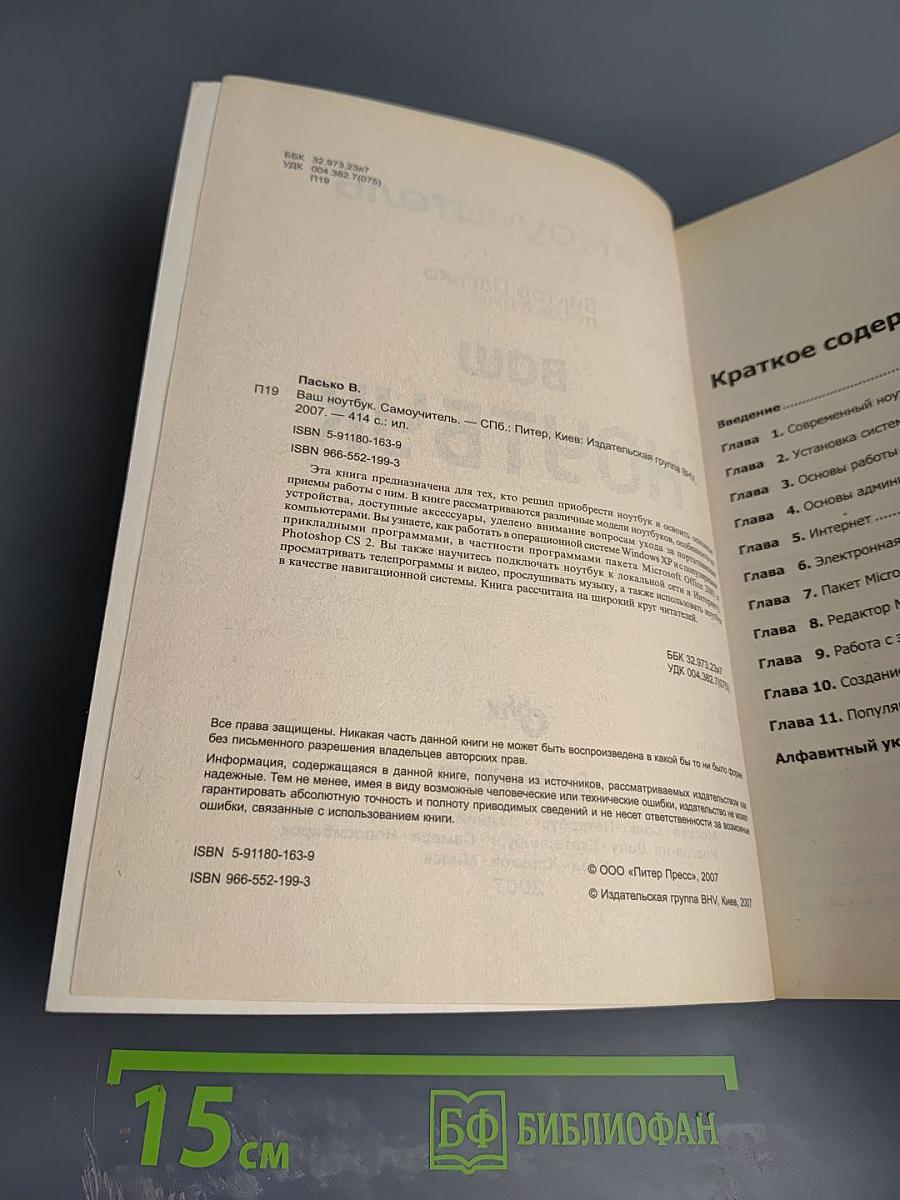 ББК 32.973.23я7
УДК 004.382.7(075)
П19
Пасько В.
П19 Ваш ноутбук. Самоучитель. — СПб.: Питер, Киев: Издательская группа BHV,
2007. — 414 с.: ил.
ISBN 5-91180-163-9
ISBN 966-552-199-3
Эта книга предназначена для тех, кто решил приобрести ноутбук и освоить основные
приемы работы с ним. В книге рассматриваются различные модели ноутбуков, особенности их
устройства, доступные аксессуары, уделено внимание вопросам ухода за портативными
компьютерами. Вы узнаете, как работать в операционной системе Windows XP и с популярными
прикладными программами, в частности программами пакета Microsoft Office 2003 и
Photoshop CS 2. Вы также научитесь подключать ноутбук к локальной сети и Интернету,
просматривать телепрограммы и видео, прослушивать музыку, а также использовать ноутбук
в качестве навигационной системы. Книга рассчитана на широкий круг читателей.
ББК 32.973.23я7
УДК 004.382.7(075)
Все права защищены. Никакая часть данной книги не может быть воспроизведена в какой бы то ни было форме
без письменного разрешения владельцев авторских прав.
Информация, содержащаяся в данной книге, получена из источников, рассматриваемых издательством как
надежные. Тем не менее, имея в виду возможные человеческие или технические ошибки, издательство не может
гарантировать абсолютную точность и полноту приводимых сведений и не несет ответственности за возможные
ошибки, связанные с использованием книги.
ISBN 5-91180-163-9
ISBN 966-552-199-3
© ООО «Питер Пресс», 2007
© Издательская группа BHV, Киев, 2007
Краткое содер
Введение
Глава 1. Современный ноу
Глава 2. Установка систем
Глава 3. Основы работы
Глава 4. Основы админи
Глава 5. Интернет
Глава 6. Электронная
Глава 7. Пакет Micro
Глава 8. Редактор
Глава 9. Работа с
Глава 10. Создание
Глава 11. Популя
Алфавитный ук
15 см
БФ БИБЛИОФАН